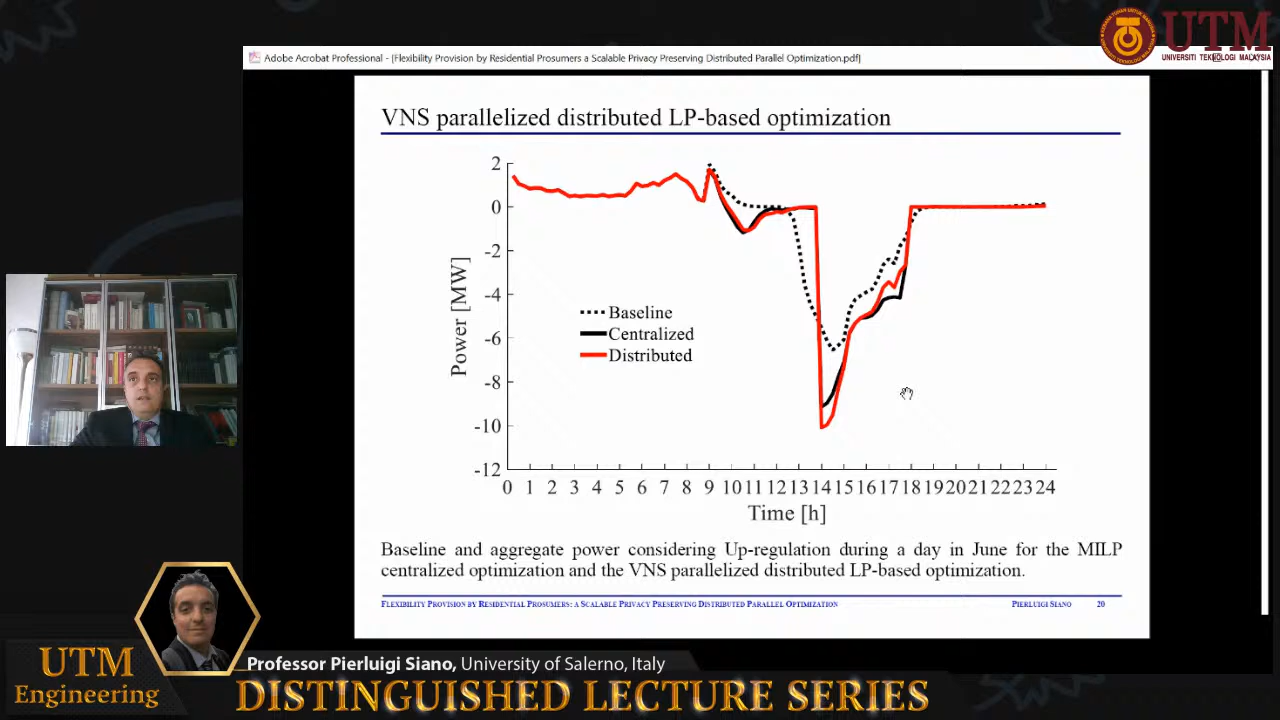 UTM
UNIVERSITI TEKNOLOGI MALAYSIA
Adobe Acrobat Professional - [Flexibility Provision by Residential Prosumers a Scalable Privacy Preserving Distributed Parallel Optimization.pdf]
VNS parallelized distributed LP-based optimization
2
0
-2
-4
-6
-8
-10
-12
Power [MW]
Baseline
Centralized
Distributed
0 1 2 3 4 5 6 7 8 9 10 11 12 13 14 15 16 17 18 19 20 21 22 23 24
Time [h]
Baseline and aggregate power considering Up-regulation during a day in June for the MILP
centralized optimization and the VNS parallelized distributed LP-based optimization.
FLEXIBILITY PROVISION BY RESIDENTIAL PROSUMERS: A SCALABLE PRIVACY PRESERVING DISTRIBUTED PARALLEL OPTIMIZATION PIERLUIGI SIANO 20
Professor Pierluigi Siano, University of Salerno, Italy
UTM
Engineering
DISTINGUISHED LECTURE SERIES